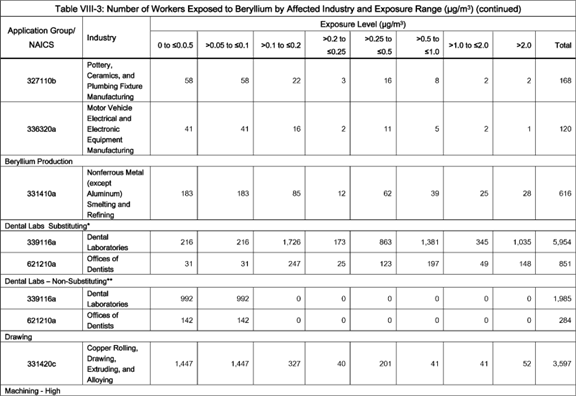 Table VIII-3: Number of Workers Exposed to Beryllium by Affected Industry and Exposure Range (µg/m³) (continued)
Application Group/ NAICS | Industry | Exposure Level (µg/m³)
0 to ≤0.0.5 | >0.05 to ≤0.1 | >0.1 to ≤0.2 | >0.2 to ≤0.25 | >0.25 to ≤0.5 | >0.5 to ≤1.0 | >1.0 to ≤2.0 | >2.0 | Total
327110b | Pottery, Ceramics, and Plumbing Fixture Manufacturing | 58 | 58 | 22 | 3 | 16 | 8 | 2 | 2 | 168
336320a | Motor Vehicle Electrical and Electronic Equipment Manufacturing | 41 | 41 | 16 | 2 | 11 | 5 | 2 | 1 | 120
Beryllium Production
331410a | Nonferrous Metal (except Aluminum) Smelting and Refining | 183 | 183 | 85 | 12 | 62 | 39 | 25 | 28 | 616
Dental Labs Substituting*
339116a | Dental Laboratories | 216 | 216 | 1,726 | 173 | 863 | 1,381 | 345 | 1,035 | 5,954
621210a | Offices of Dentists | 31 | 31 | 247 | 25 | 123 | 197 | 49 | 148 | 851
Dental Labs – Non-Substituting**
339116a | Dental Laboratories | 992 | 992 | 0 | 0 | 0 | 0 | 0 | 0 | 1,985
621210a | Offices of Dentists | 142 | 142 | 0 | 0 | 0 | 0 | 0 | 0 | 284
Drawing
331420c | Copper Rolling, Drawing, Extruding, and Alloying | 1,447 | 1,447 | 327 | 40 | 201 | 41 | 41 | 52 | 3,597
Machining - High